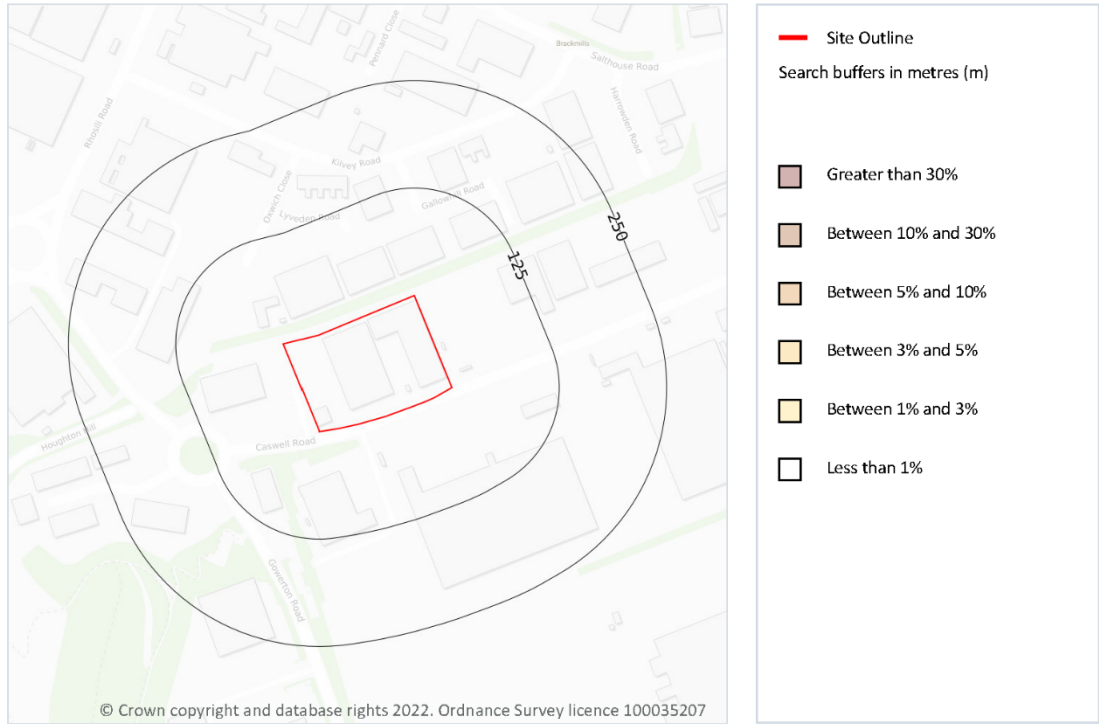 Bracknills
Salthouse Road
Pennard Close
Harrowden Road
Rhosili Road
Kilvey Road
Oxwich Close
Gallowhill Road
Lyveden Road
250
125
Houghton Hill
Caswell Road
Gowerton Road
© Crown copyright and database rights 2022. Ordnance Survey licence 100035207
Site Outline
Search buffers in metres (m)
Greater than 30%
Between 10% and 30%
Between 5% and 10%
Between 3% and 5%
Between 1% and 3%
Less than 1%